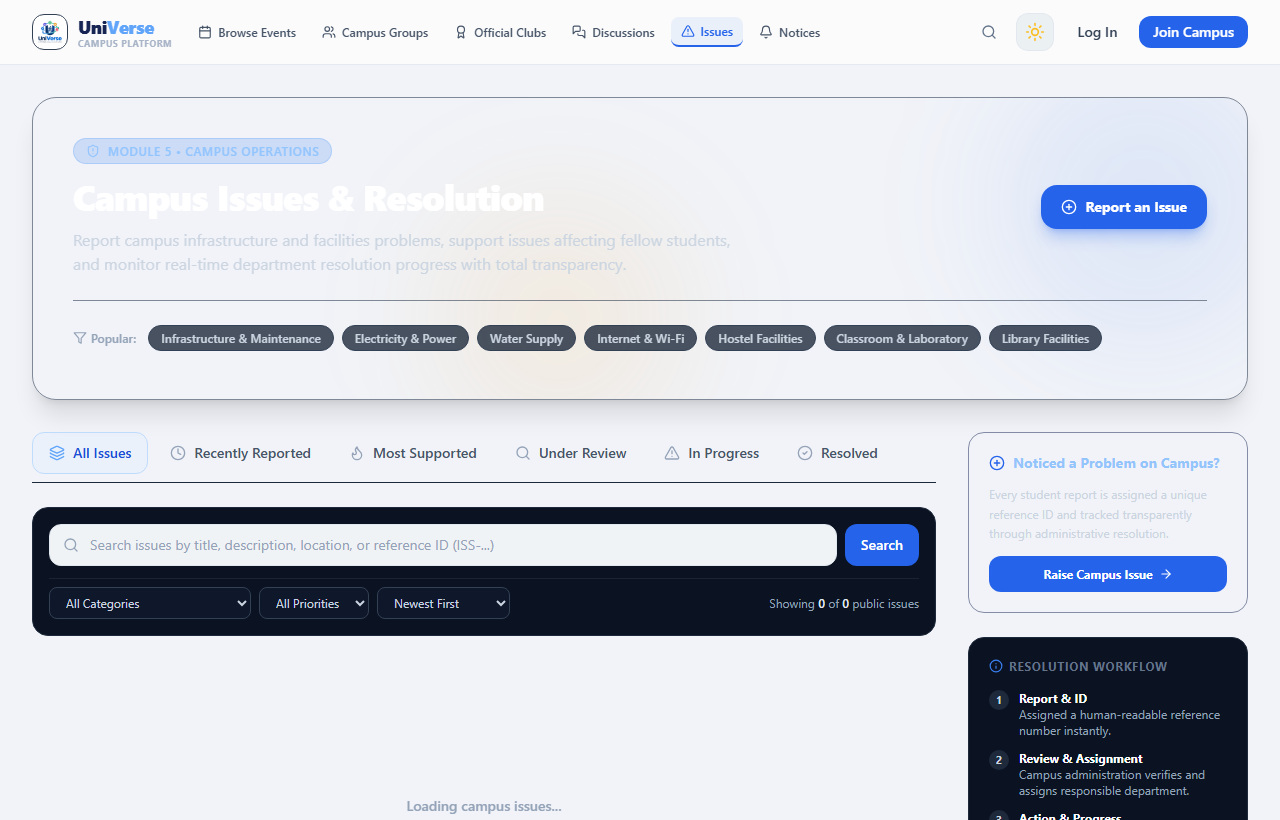 UniVerse
CAMPUS PLATFORM
Browse Events
Campus Groups
Official Clubs
Discussions
Issues
Notices
Log In
Join Campus
MODULE 5 • CAMPUS OPERATIONS
Campus Issues & Resolution
Report campus infrastructure and facilities problems, support issues affecting fellow students,
and monitor real-time department resolution progress with total transparency.
Report an Issue
Popular:
Infrastructure & Maintenance
Electricity & Power
Water Supply
Internet & Wi-Fi
Hostel Facilities
Classroom & Laboratory
Library Facilities
All Issues
Recently Reported
Most Supported
Under Review
In Progress
Resolved
Search issues by title, description, location, or reference ID (ISS-...)
Search
All Categories
All Priorities
Newest First
Showing 0 of 0 public issues
Loading campus issues...
Noticed a Problem on Campus?
Every student report is assigned a unique
reference ID and tracked transparently
through administrative resolution.
Raise Campus Issue
RESOLUTION WORKFLOW
1
Report & ID
Assigned a human-readable reference
number instantly.
2
Review & Assignment
Campus administration verifies and
assigns responsible department.
3
Action & Progress